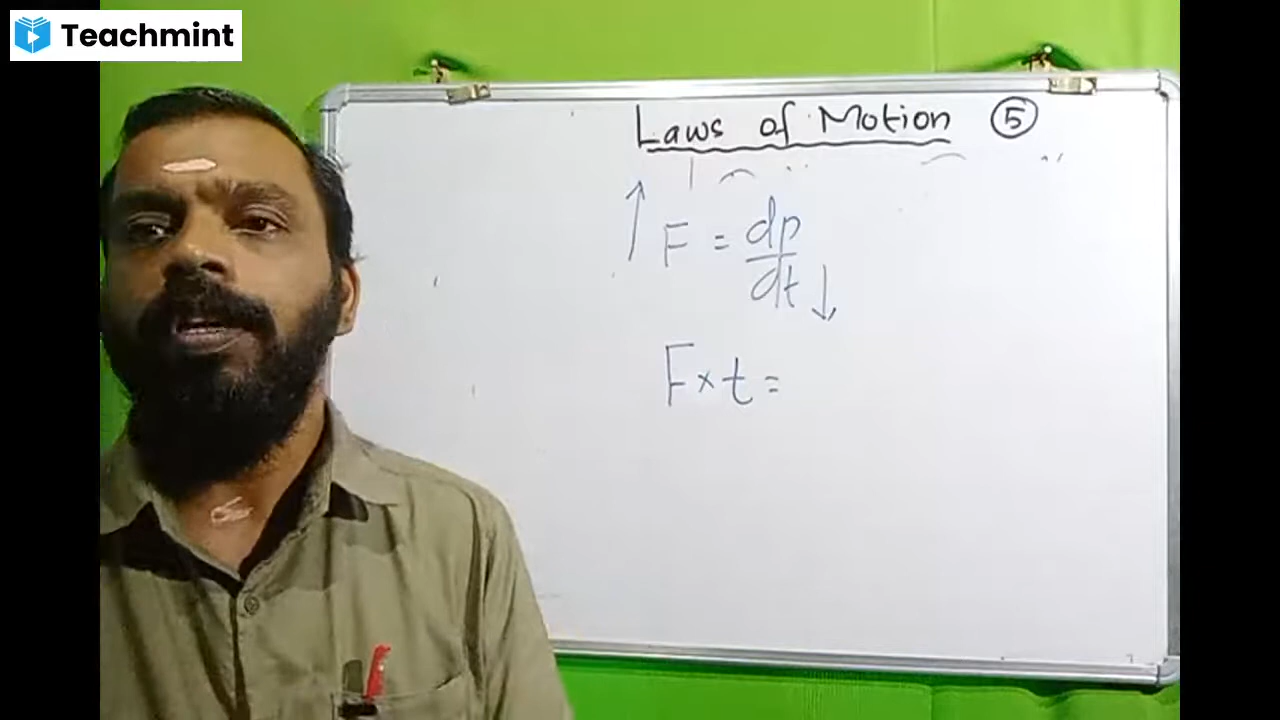 Teachmint
Laws of Motion 5
F = dp/dt
F × t =